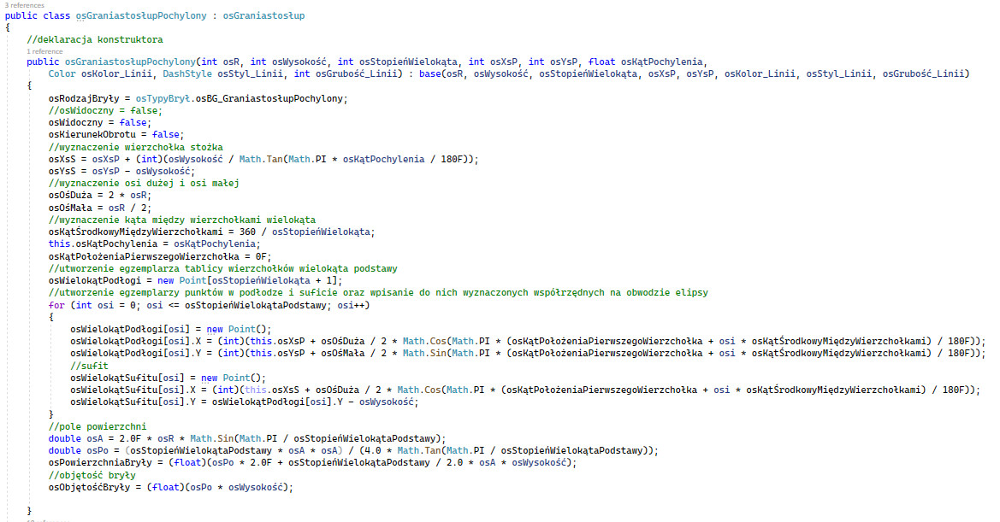 3 references
public class osGraniastosłupPochylony : osGraniastosłup
{
//deklaracja konstruktora
1 reference
public osGraniastosłupPochylony(int osR, int osWysokość, int osStopieńWielokąta, int osXsP, int osYsP, float osKątPochylenia,
Color osKolor_Linii, DashStyle osStyl_Linii, int osGrubość_Linii) : base(osR, osWysokość, osStopieńWielokąta, osXsP, osYsP, osKolor_Linii, osStyl_Linii, osGrubość_Linii)
{
osRodzajBryły = osTypyBrył.osBG_GraniastosłupPochylony;
//osWidoczny = false;
osWidoczny = false;
osKierunekObrotu = false;
//wyznaczenie wierzchołka stożka
osXsS = osXsP + (int)(osWysokość / Math.Tan(Math.PI * osKątPochylenia / 180F));
osYsS = osYsP - osWysokość;
//wyznaczenie osi dużej i osi małej
osOśDuża = 2 * osR;
osOśMała = osR / 2;
//wyznaczenie kąta między wierzchołkami wielokąta
osKątŚrodkowyMiędzyWierzchołkami = 360 / osStopieńWielokąta;
this.osKątPochylenia = osKątPochylenia;
osKątPołożeniaPierwszegoWierzchołka = 0F;
//utworzenie egzemplarza tablicy wierzchołków wielokąta podstawy
osWielokątPodłogi = new Point[osStopieńWielokąta + 1];
//utworzenie egzemplarza punktów w podłodze i suficie oraz wpisanie do nich wyznaczonych współrzędnych na obwodzie elipsy
for (int osi = 0; osi <= osStopieńWielokątaPodstawy; osi++)
{
osWielokątPodłogi[osi] = new Point();
osWielokątPodłogi[osi].X = (int)(this.osXsP + osOśDuża / 2 * Math.Cos(Math.PI * (osKątPołożeniaPierwszegoWierzchołka + osi * osKątŚrodkowyMiędzyWierzchołkami) / 180F));
osWielokątPodłogi[osi].Y = (int)(this.osYsP + osOśMała / 2 * Math.Sin(Math.PI * (osKątPołożeniaPierwszegoWierzchołka + osi * osKątŚrodkowyMiędzyWierzchołkami) / 180F));
//sufit
osWielokątSufitu[osi] = new Point();
osWielokątSufitu[osi].X = (int)(this.osXsS + osOśDuża / 2 * Math.Cos(Math.PI * (osKątPołożeniaPierwszegoWierzchołka + osi * osKątŚrodkowyMiędzyWierzchołkami) / 180F));
osWielokątSufitu[osi].Y = osWielokątPodłogi[osi].Y - osWysokość;
}
//pole powierzchni
double osA = 2.0F * osR * Math.Sin(Math.PI / osStopieńWielokątaPodstawy);
double osPo = (osStopieńWielokątaPodstawy * osA * osA) / (4.0 * Math.Tan(Math.PI / osStopieńWielokątaPodstawy));
osPowierzchniaBryły = (float)(osPo * 2.0F + osStopieńWielokątaPodstawy / 2.0 * osA * osWysokość);
//objętość bryły
osObjętośćBryły = (float)(osPo * osWysokość);
}